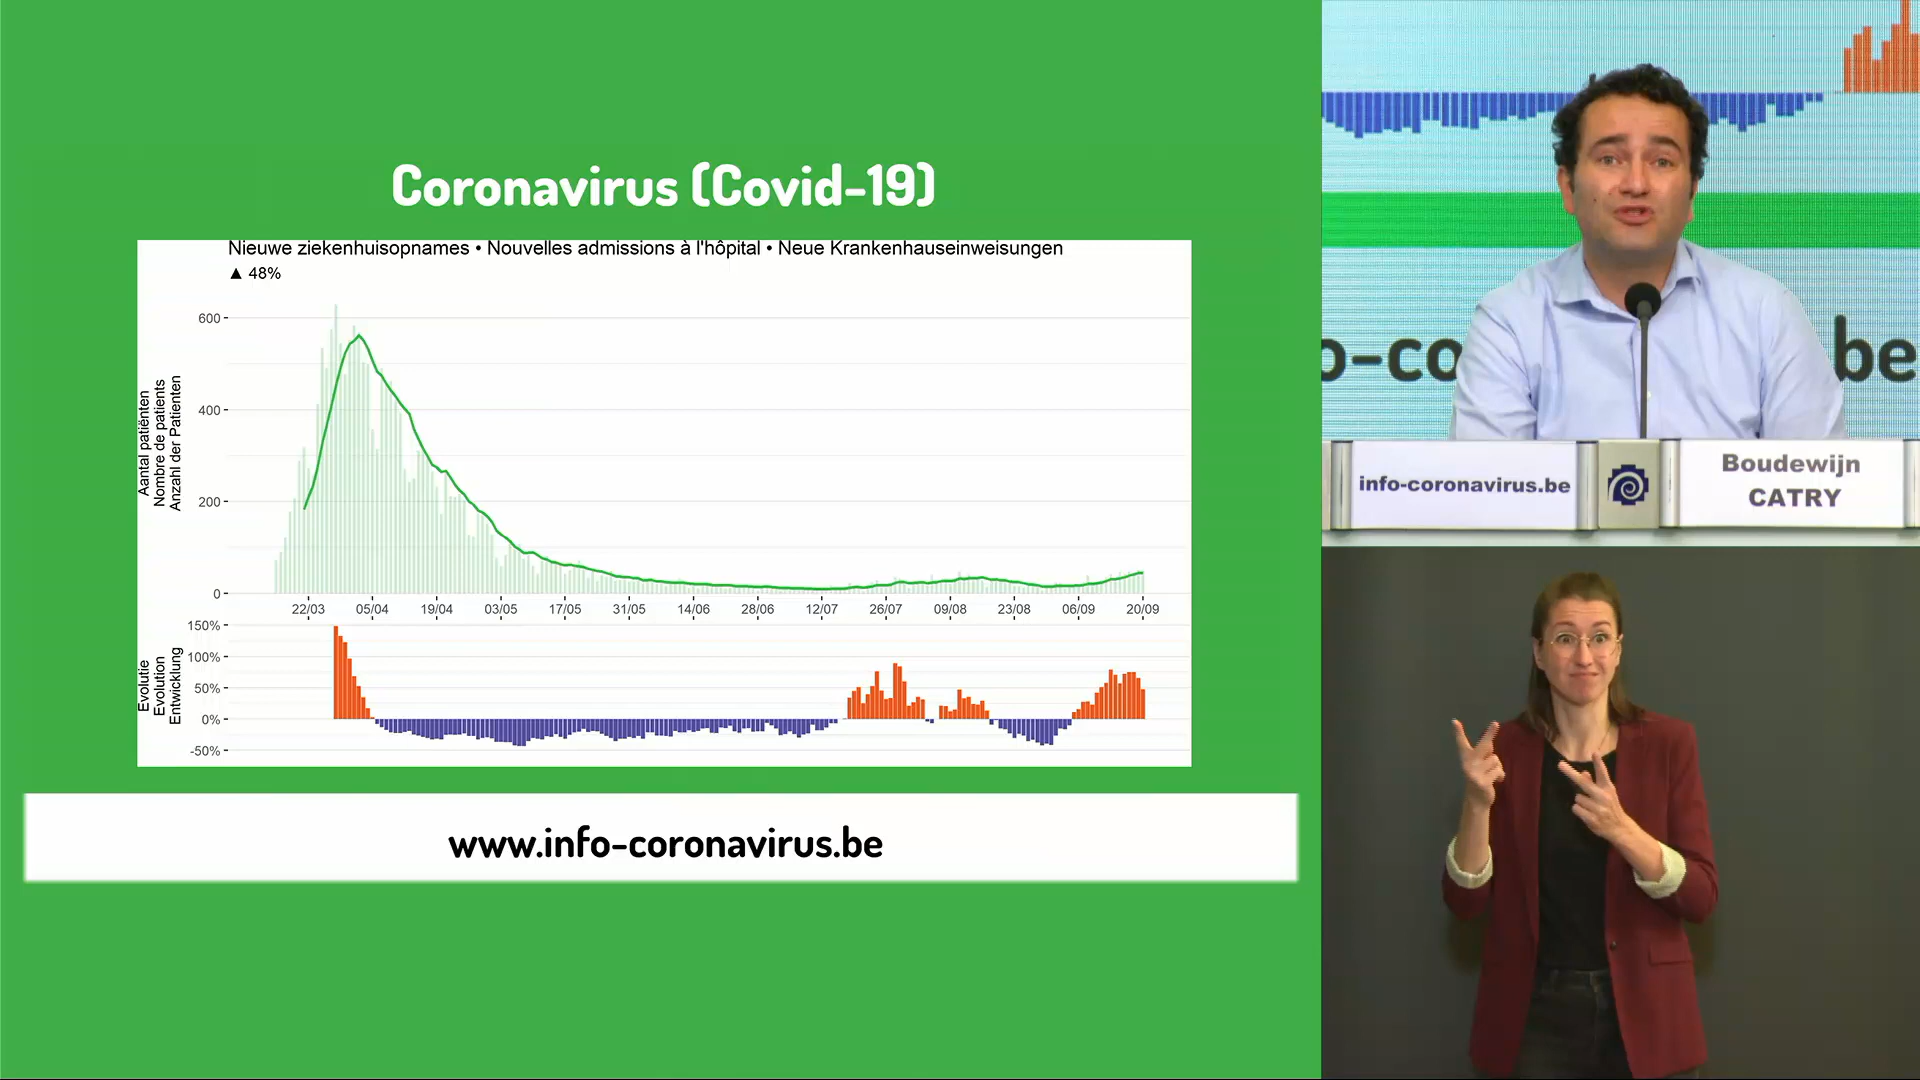 Coronavirus (Covid-19)
Nieuwe ziekenhuisopnames • Nouvelles admissions à l'hôpital • Neue Krankenhauseinweisungen
▲ 48%
Aantal patiënten
Nombre de patients
Anzahl der Patienten
600
400
200
0
22/03 05/04 19/04 03/05 17/05 31/05 14/06 28/06 12/07 26/07 09/08 23/08 06/09 20/09
Evolutie
Evolution
Entwicklung
150%
100%
50%
0%
-50%
www.info-coronavirus.be
o-co be
info-coronavirus.be
Boudewijn
CATRY